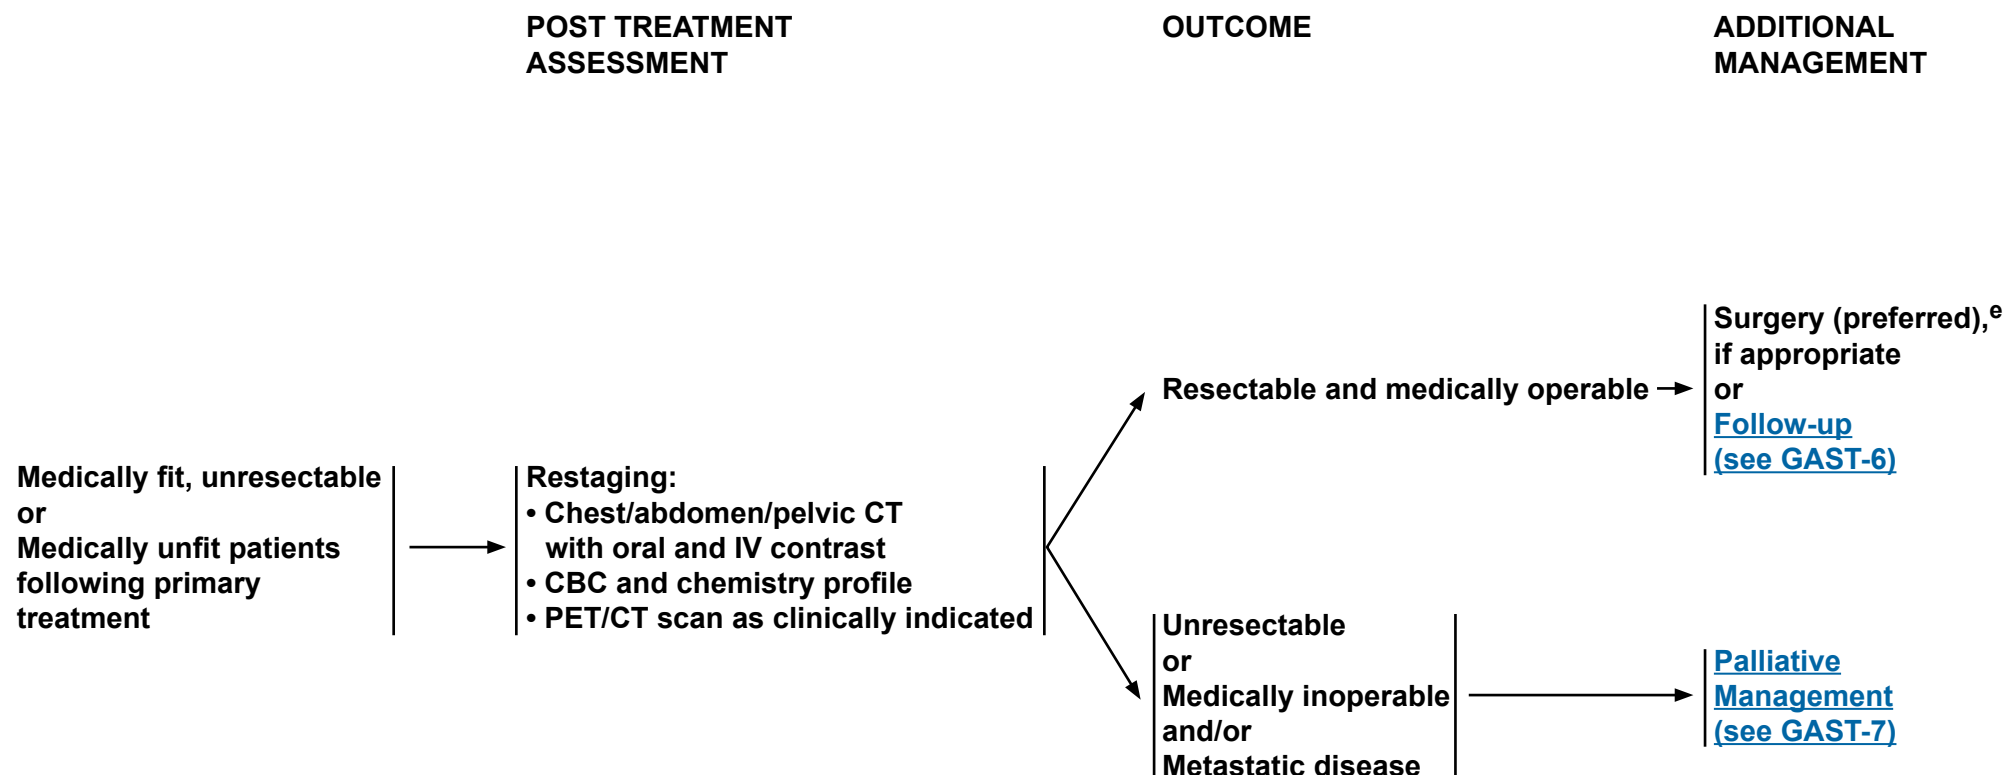 POST TREATMENT
ASSESSMENT
OUTCOME
ADDITIONAL
MANAGEMENT
Medically fit, unresectable
or
Medically unfit patients
following primary
treatment
Restaging:
• Chest/abdomen/pelvic CT
with oral and IV contrast
• CBC and chemistry profile
• PET/CT scan as clinically indicated
Resectable and medically operable
Surgery (preferred),e
if appropriate
or
Follow-up
(see GAST-6)
Unresectable
or
Medically inoperable
and/or
Metastatic disease
Palliative
Management
(see GAST-7)